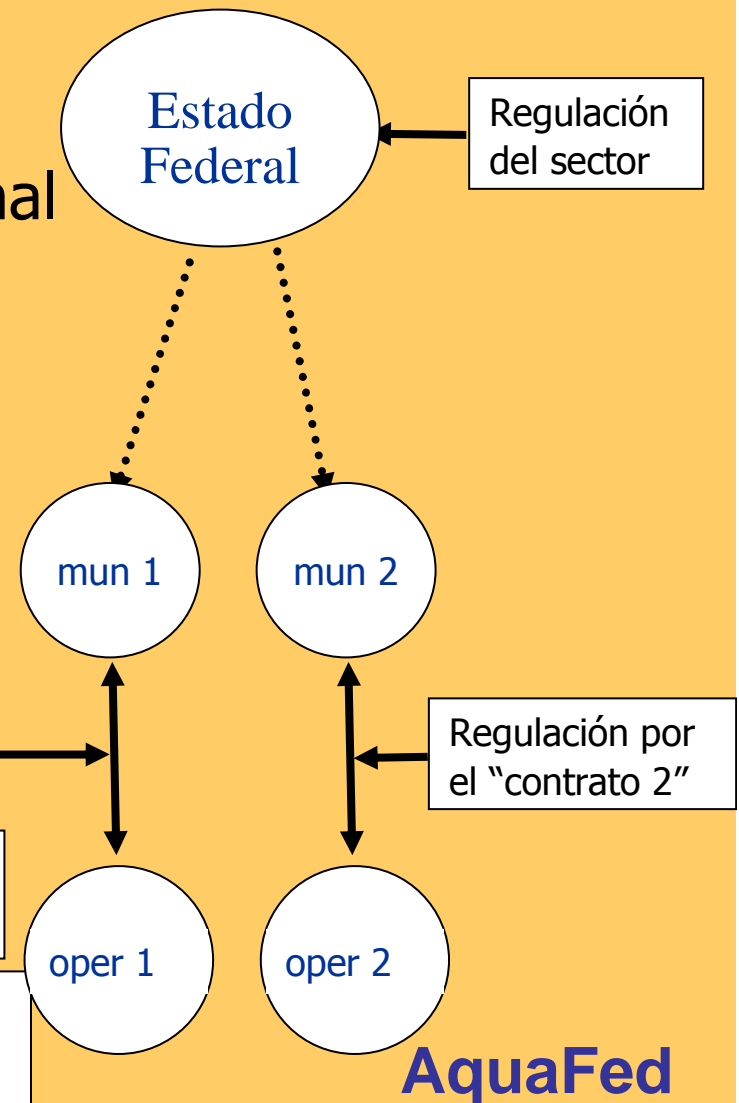 Estado
Federal
Regulación
del sector
mun 1
mun 2
Regulación por
el “contrato 2”
oper 1
oper 2
AquaFed